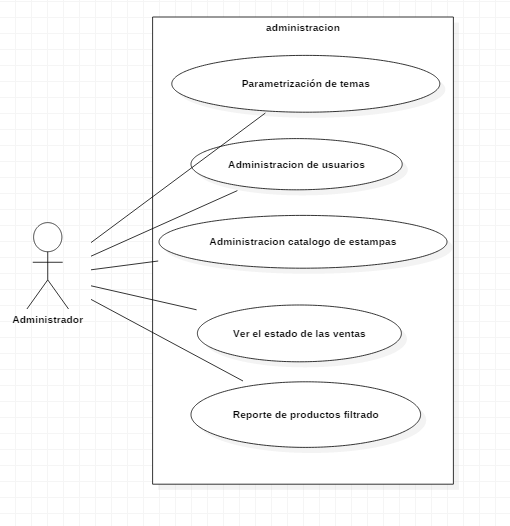 administracion
Parametrización de temas
Administracion de usuarios
Administracion catalogo de estampas
Administrador
Ver el estado de las ventas
Reporte de productos filtrado